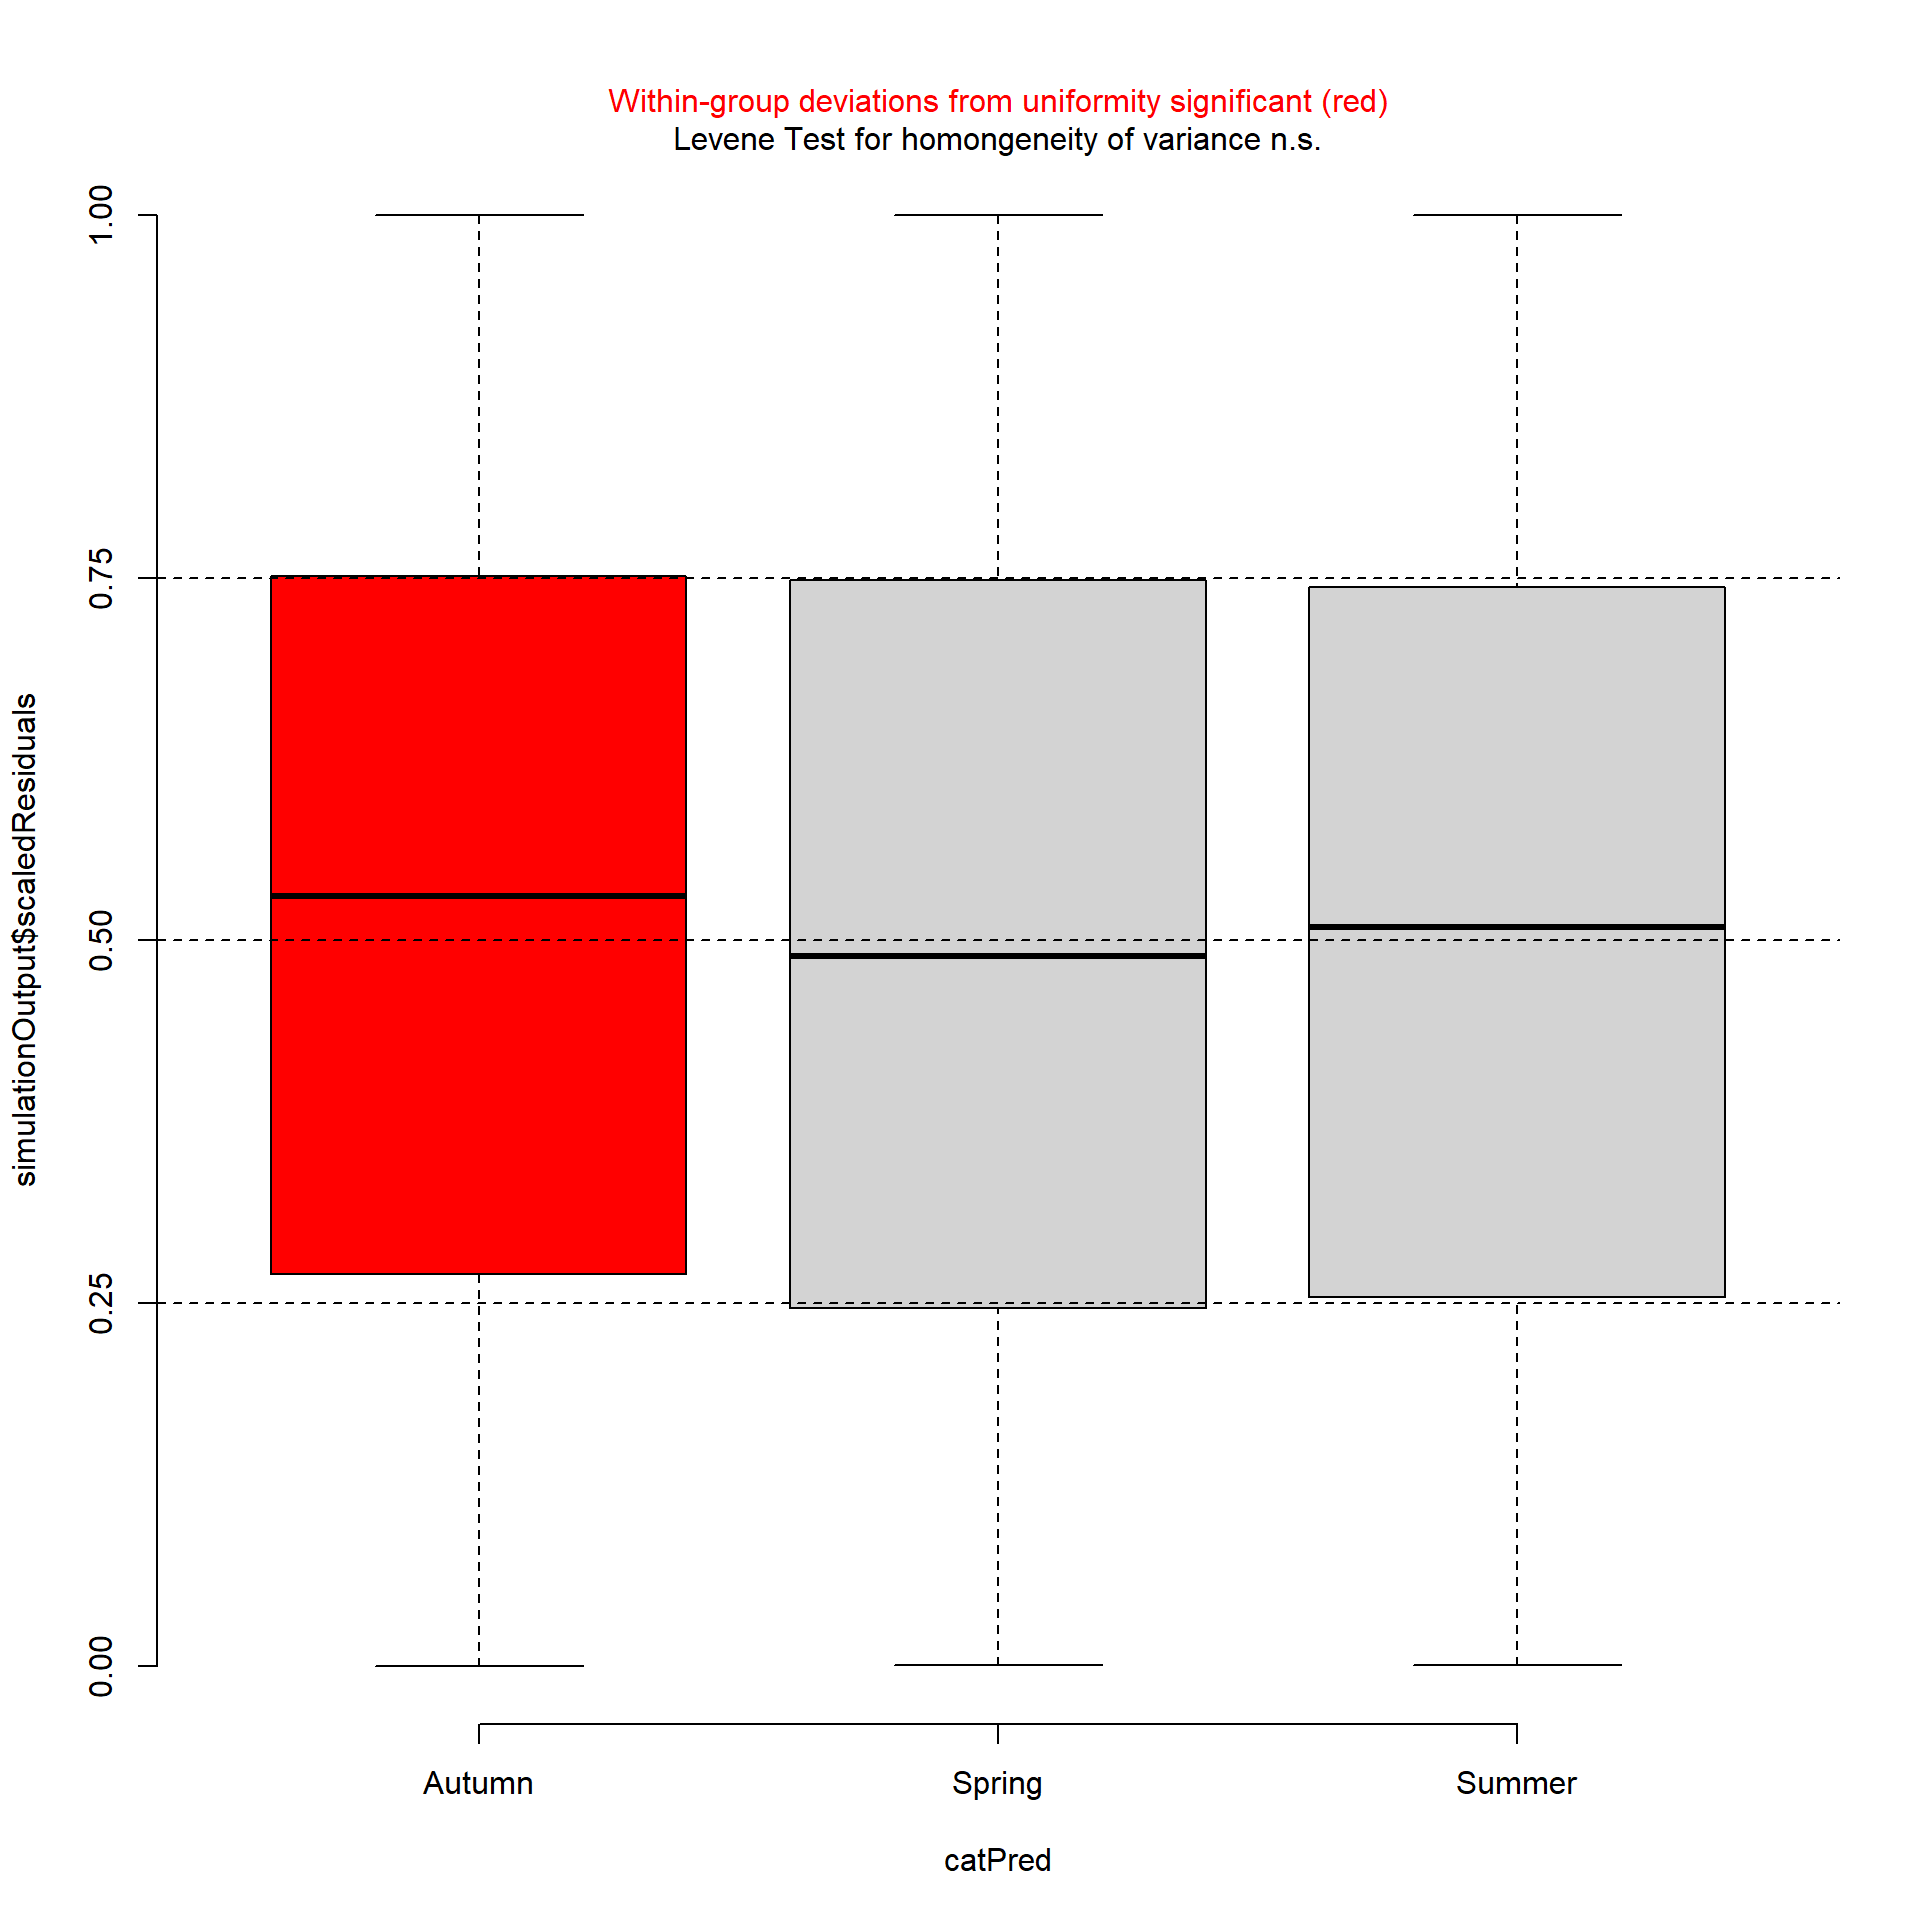 Within-group deviations from uniformity significant (red)
Levene Test for homongeneity of variance n.s.
simulationOutput$scaledResiduals
1.00
0.75
0.50
0.25
0.00
Autumn Spring Summer
catPred